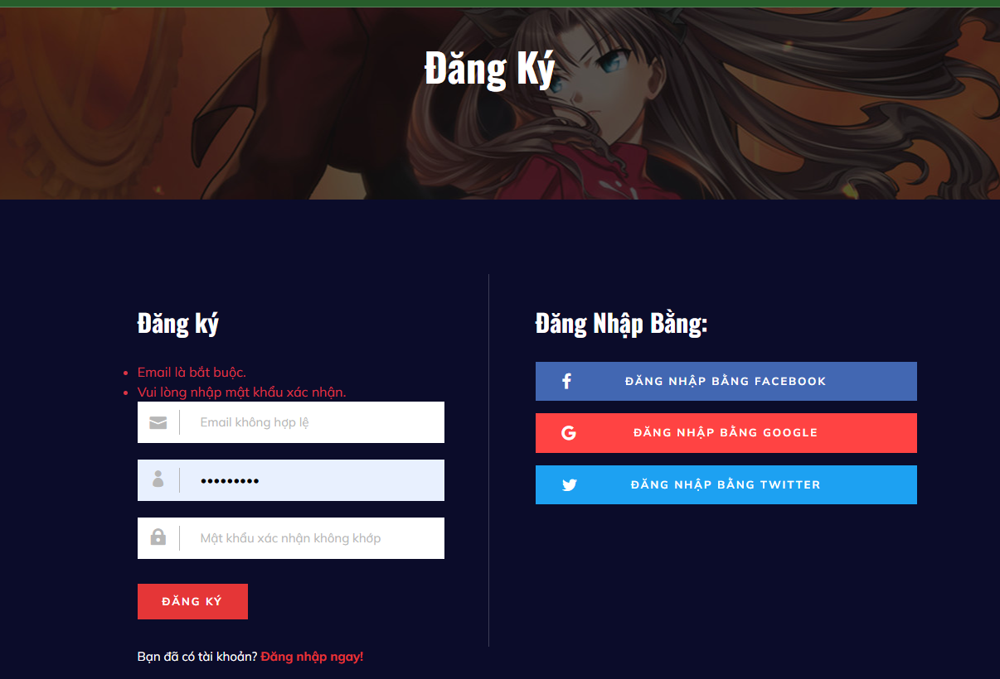 Đăng Ký
Đăng ký
Email là bắt buộc.
Vui lòng nhập mật khẩu xác nhận.
Email không hợp lệ
•••••••••
Mật khẩu xác nhận không khớp
ĐĂNG KÝ
Bạn đã có tài khoản? Đăng nhập ngay!
Đăng Nhập Bằng:
ĐĂNG NHẬP BẰNG FACEBOOK
ĐĂNG NHẬP BẰNG GOOGLE
ĐĂNG NHẬP BẰNG TWITTER